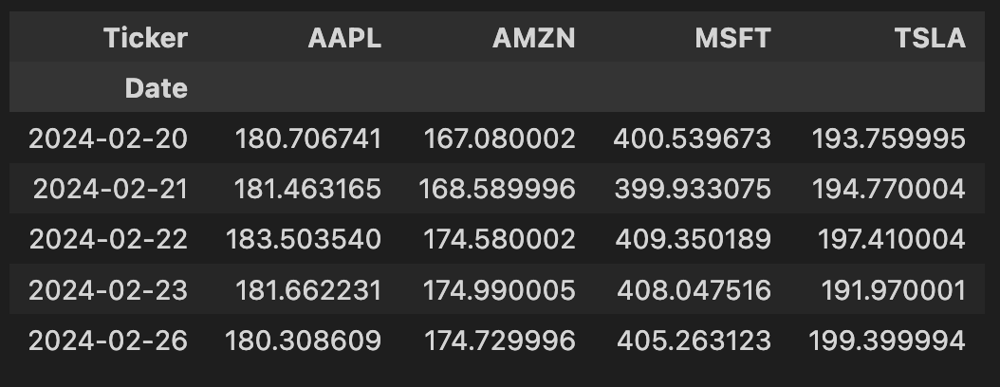 Ticker AAPL AMZN MSFT TSLA
Date
2024-02-20 180.706741 167.080002 400.539673 193.759995
2024-02-21 181.463165 168.589996 399.933075 194.770004
2024-02-22 183.503540 174.580002 409.350189 197.410004
2024-02-23 181.662231 174.990005 408.047516 191.970001
2024-02-26 180.308609 174.729996 405.263123 199.399994